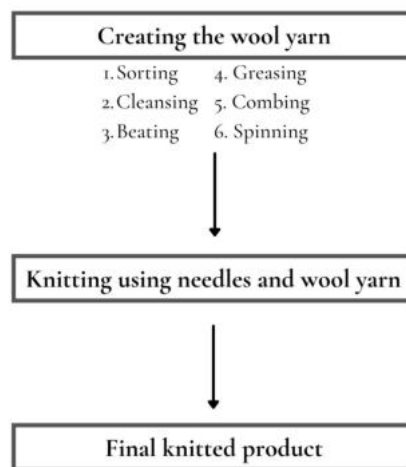 Creating the wool yarn
1. Sorting
2. Cleansing
3. Beating
4. Greasing
5. Combing
6. Spinning
Knitting using needles and wool yarn
Final knitted product